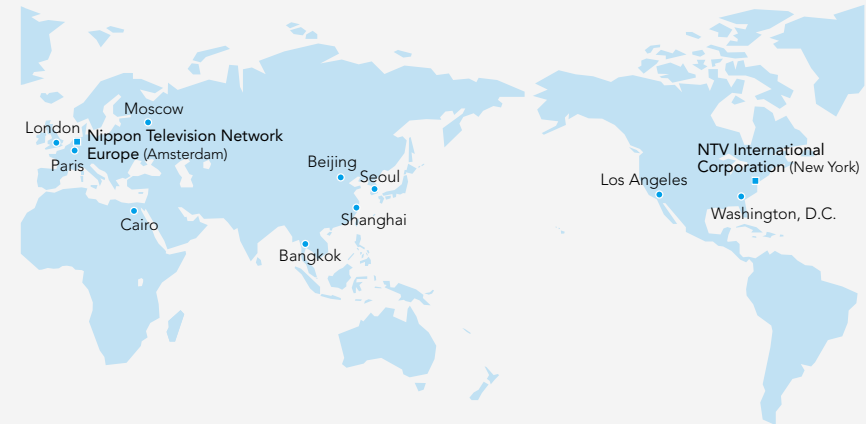 Moscow
London
Nippon Television Network
Europe (Amsterdam)
Paris
Cairo
Beijing
Seoul
Shanghai
Bangkok
NTV International
Corporation (New York)
Los Angeles
Washington, D.C.